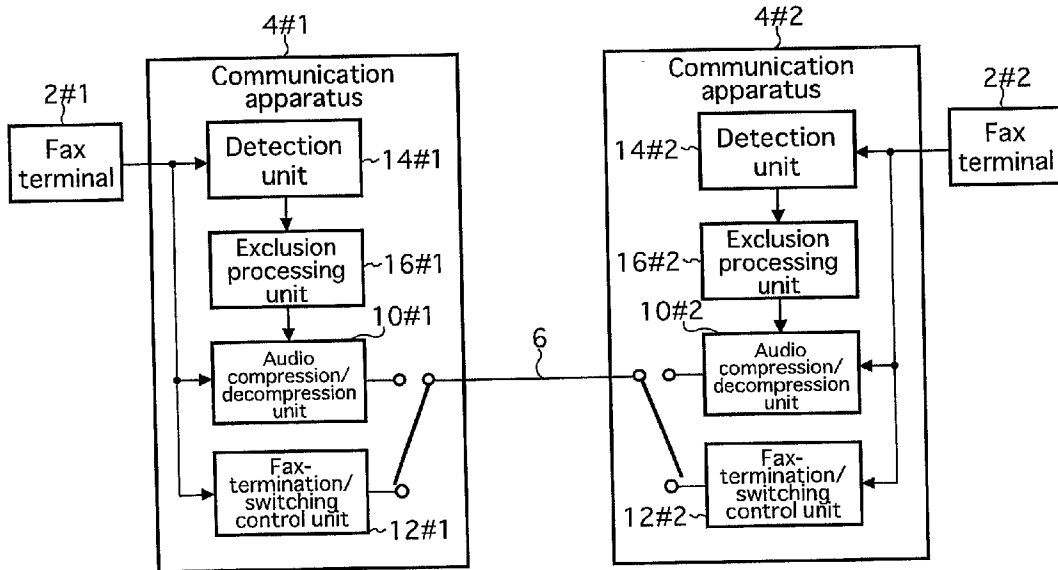 4#1
4#2
Communication
apparatus
Communication
apparatus
2#1
2#2
Fax
terminal
Detection
unit
14#1
14#2
Detection
unit
Fax
terminal
Exclusion
processing
unit
16#1
16#2
Exclusion
processing
unit
10#1
10#2
Audio
compression/
decompression
unit
6
Audio
compression/
decompression
unit
Fax-
termination/
switching
control unit
12#1
12#2
Fax-
termination/
switching
control unit